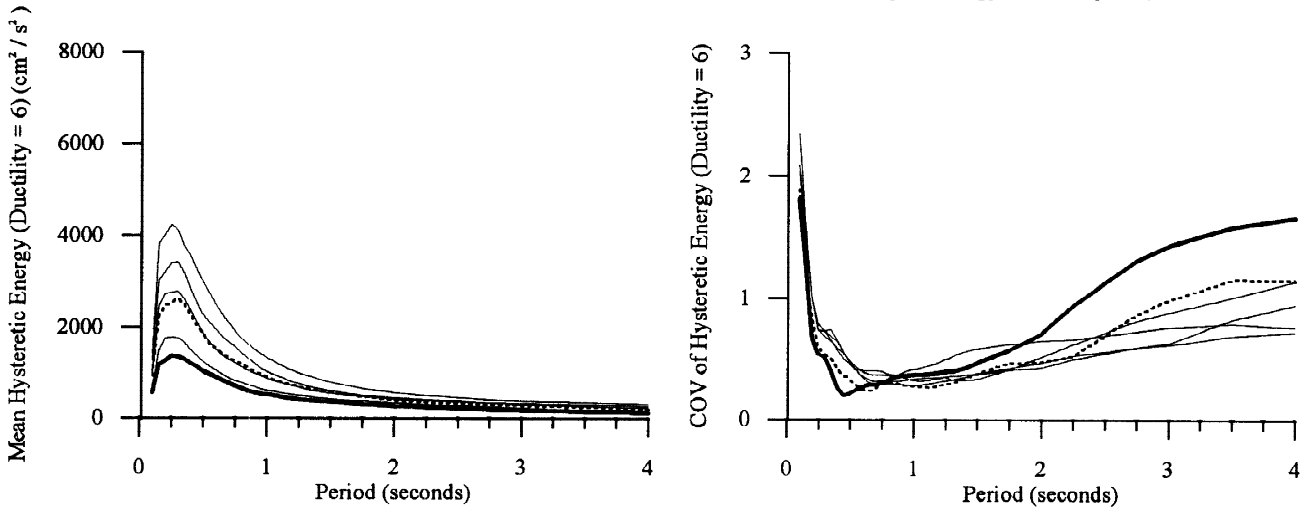 Mean Hysteretic Energy (Ductility = 6) (cm² / s²)
8000
6000
4000
2000
0
0 1 2 3 4
Period (seconds)
COV of Hysteretic Energy (Ductility = 6)
3
2
1
0
0 1 2 3 4
Period (seconds)